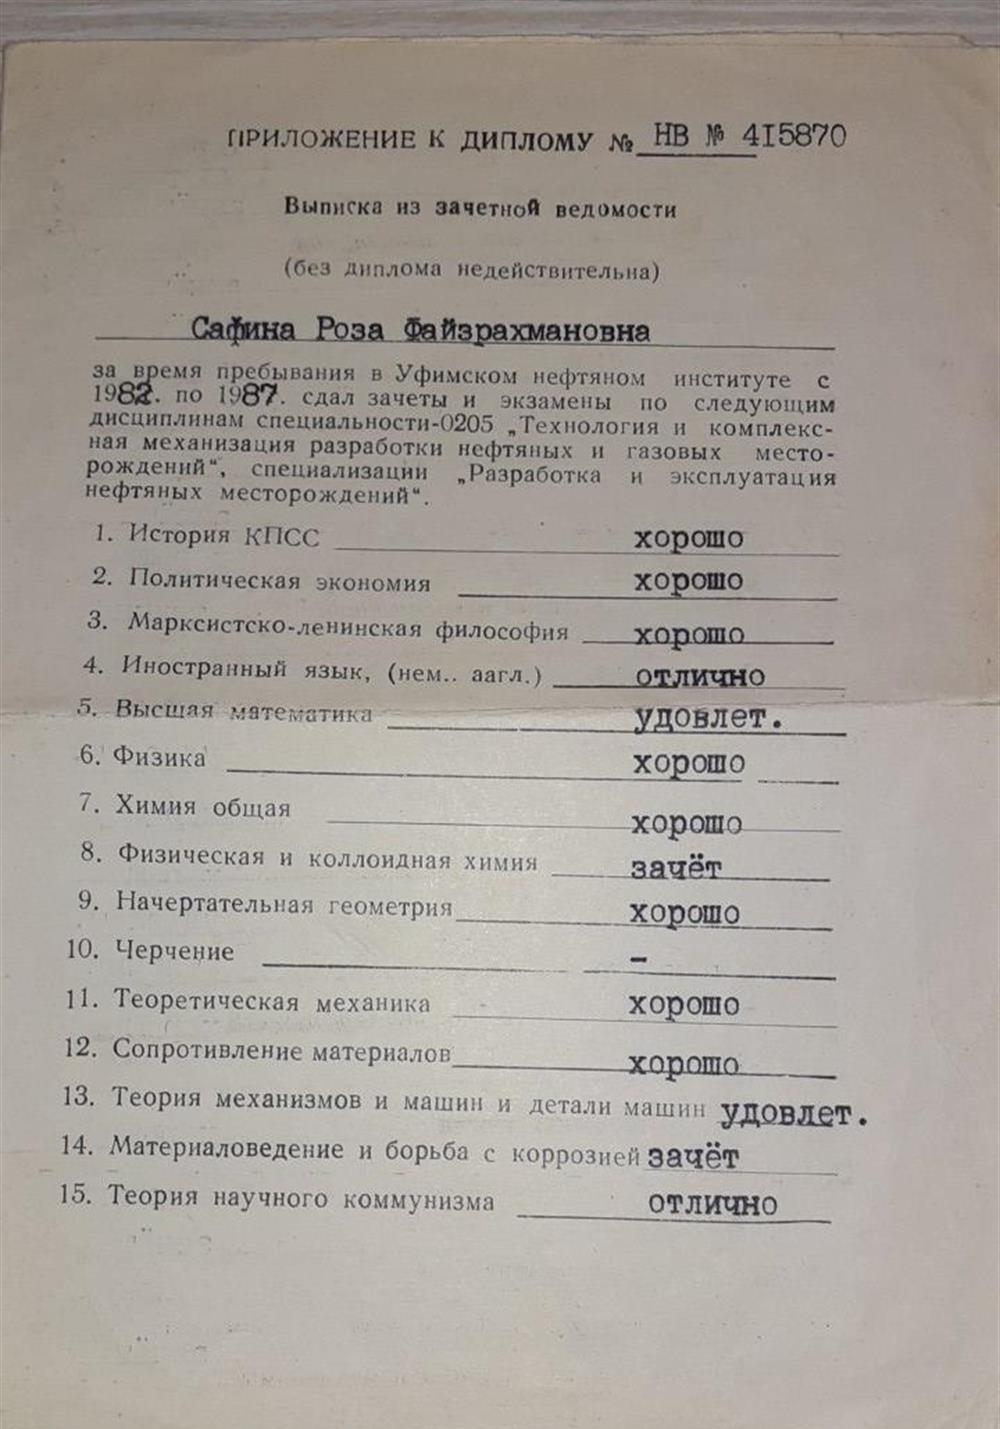 ПРИЛОЖЕНИЕ К ДИПЛОМУ № НВ № 415870
Выписка из зачетной ведомости
(без диплома недействительна)
Сафина Роза Файзрахмановна
за время пребывания в Уфимском нефтяном институте с
1982. по 1987. сдал зачеты и экзамены по следующим
дисциплинам специальности-0205 „Технология и комплекс-
ная механизация разработки нефтяных и газовых место-
рождений“, специализации „Разработка и эксплуатация
нефтяных месторождений“.
1. История КПСС хорошо
2. Политическая экономия хорошо
3. Марксистско-ленинская философия хорошо
4. Иностранный язык, (нем.. аагл.) отлично
5. Высшая математика удовлет.
6. Физика хорошо
7. Химия общая хорошо
8. Физическая и коллоидная химия зачёт
9. Начертательная геометрия хорошо
10. Черчение -
11. Теоретическая механика хорошо
12. Сопротивление материалов хорошо
13. Теория механизмов и машин и детали машин удовлет.
14. Материаловедение и борьба с коррозией зачёт
15. Теория научного коммунизма отлично